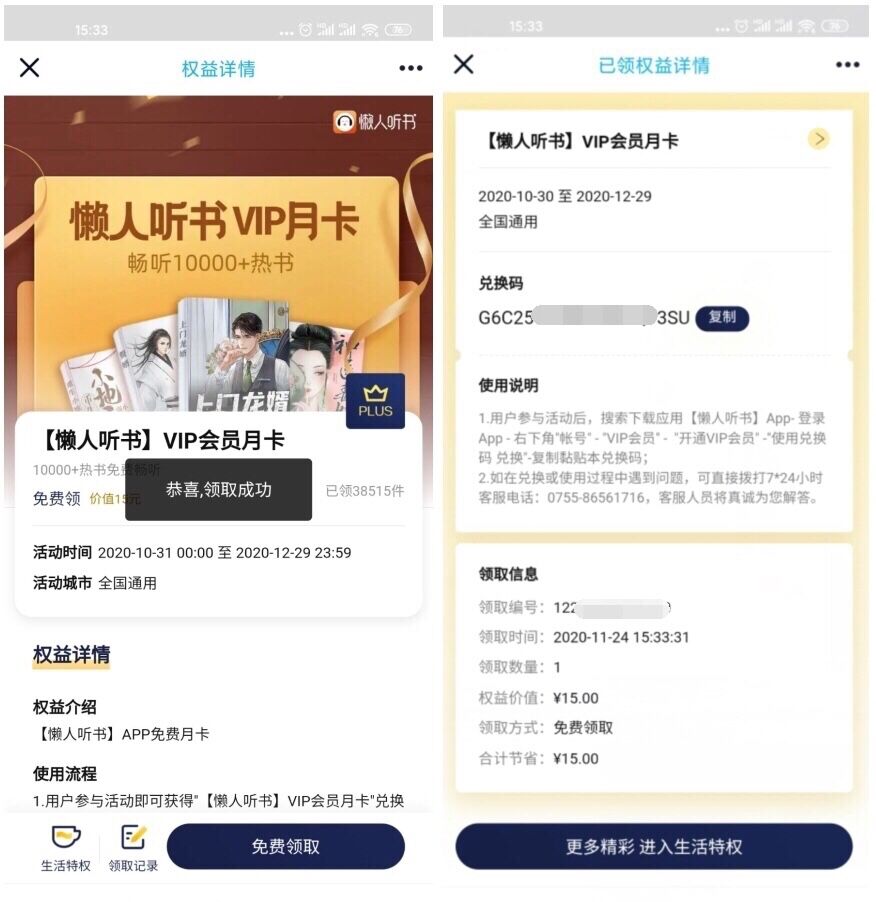 15:33
76
权益详情
懒人听书
懒人听书 VIP月卡
畅听10000+热书
上门龙婿
上门龙婿
PLUS
【懒人听书】VIP会员月卡
10000+热书免费畅听
恭喜,领取成功
免费领 价值15元
已领38515件
活动时间 2020-10-31 00:00 至 2020-12-29 23:59
活动城市 全国通用
权益详情
权益介绍
【懒人听书】APP免费月卡
使用流程
1.用户参与活动即可获得"【懒人听书】VIP会员月卡"兑换
生活特权
领取记录
免费领取
15:33
76
已领权益详情
【懒人听书】VIP会员月卡
2020-10-30 至 2020-12-29
全国通用
兑换码
G6C25
3SU
复制
使用说明
1.用户参与活动后，搜索下载应用【懒人听书】App- 登录
App - 右下角"帐号" - "VIP会员" - "开通VIP会员" -"使用兑换
码 兑换"-复制黏贴本兑换码；
2.如在兑换或使用过程中遇到问题，可直接拨打7*24小时
客服电话：0755-86561716，客服人员将真诚为您解答。
领取信息
领取编号：122
领取时间：2020-11-24 15:33:31
领取数量：1
权益价值：¥15.00
领取方式：免费领取
合计节省：¥15.00
更多精彩 进入生活特权